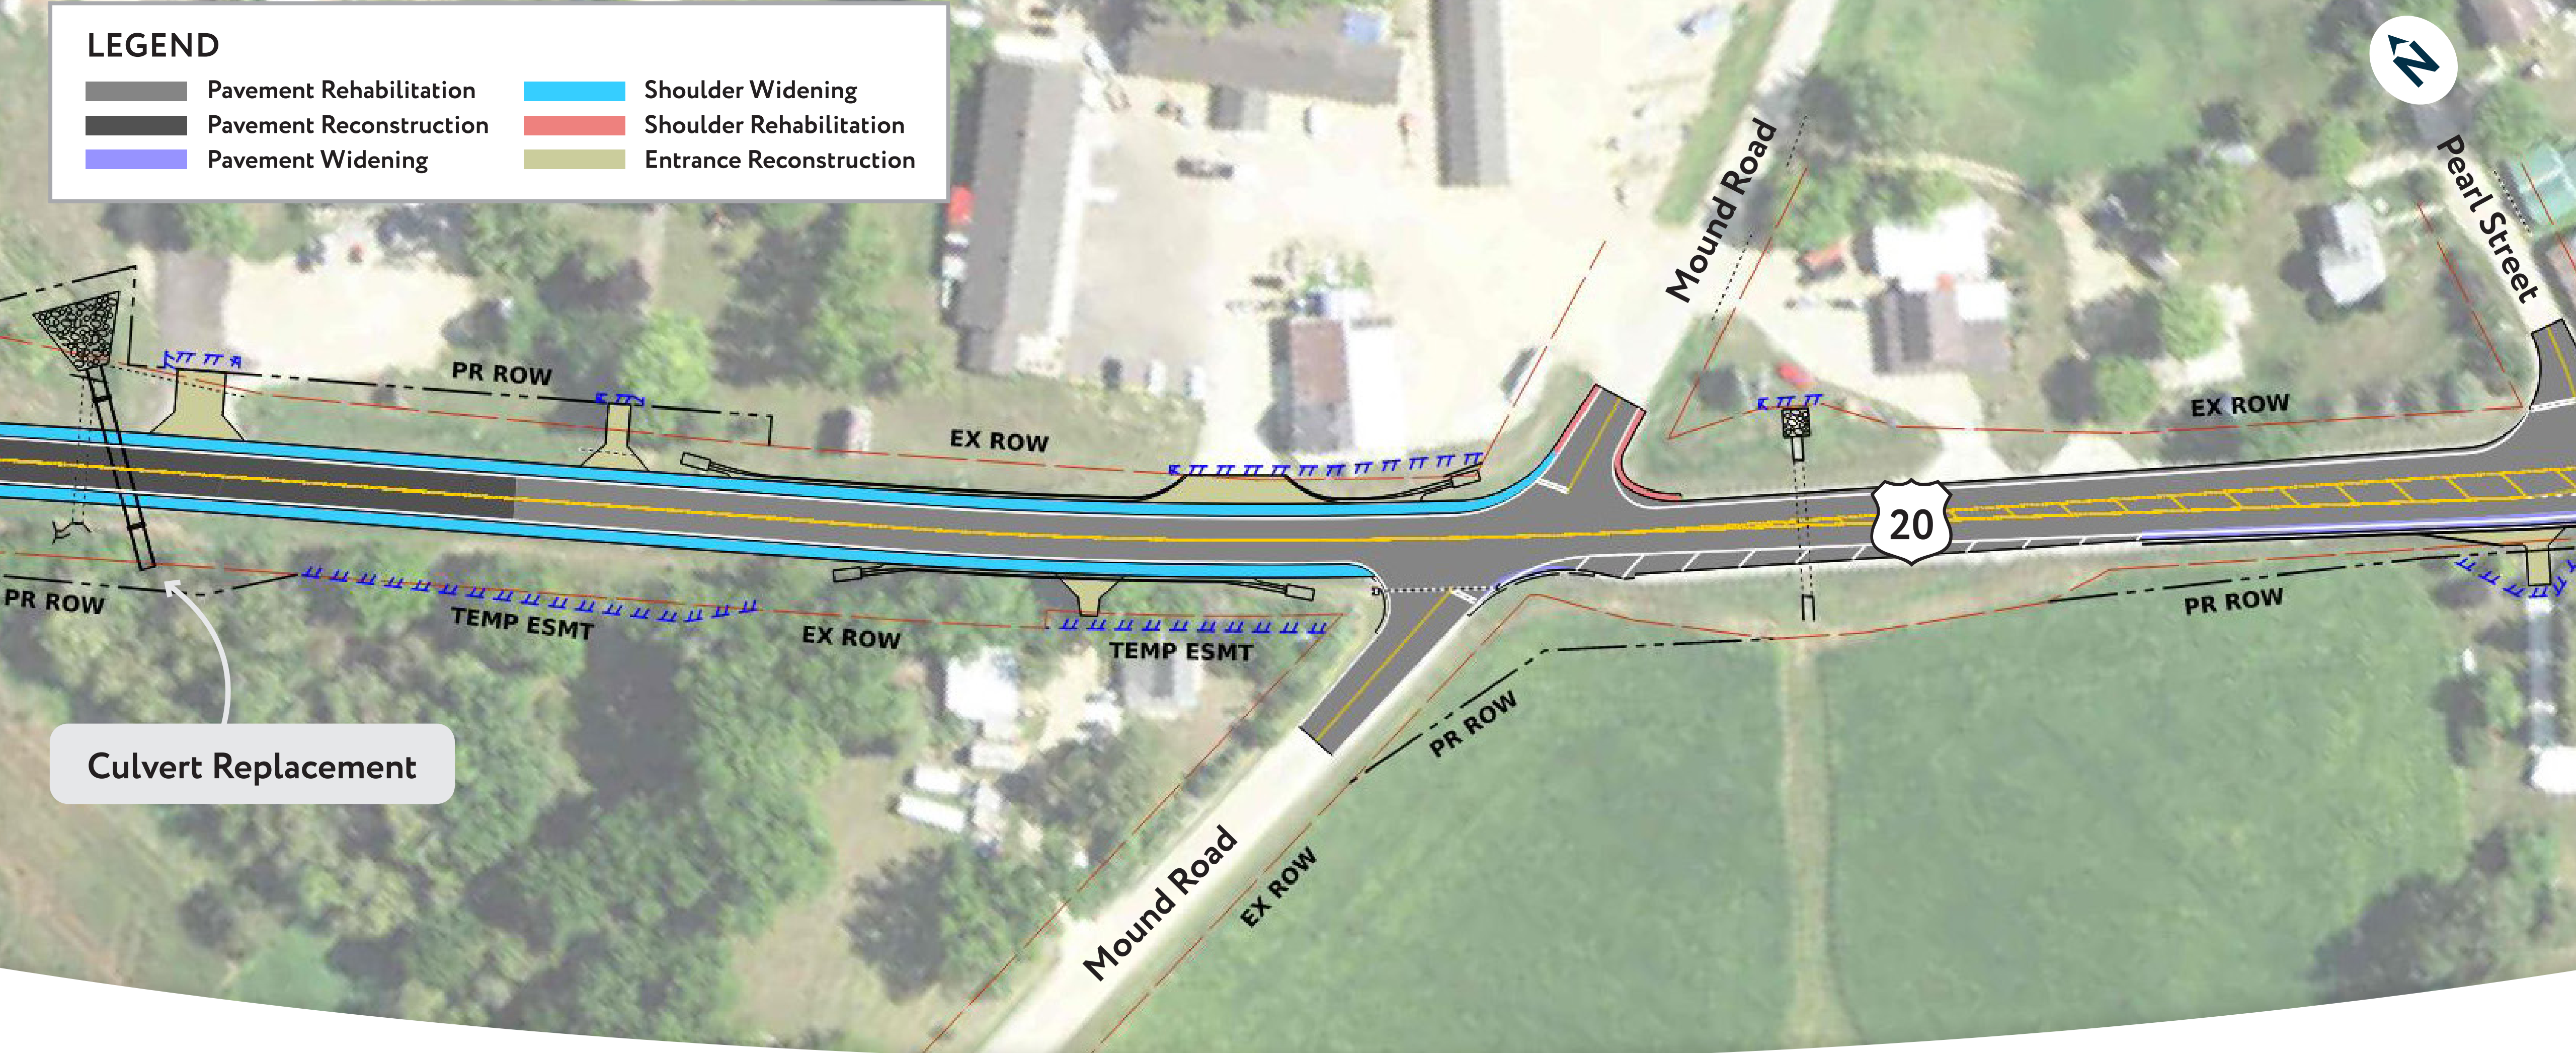 LEGEND
Pavement Rehabilitation
Pavement Reconstruction
Pavement Widening
Shoulder Widening
Shoulder Rehabilitation
Entrance Reconstruction
N
Mound Road
Pearl Street
PR ROW
EX ROW
EX ROW
20
PR ROW
TEMP ESMT
EX ROW
TEMP ESMT
PR ROW
PR ROW
Culvert Replacement
Mound Road
EX ROW